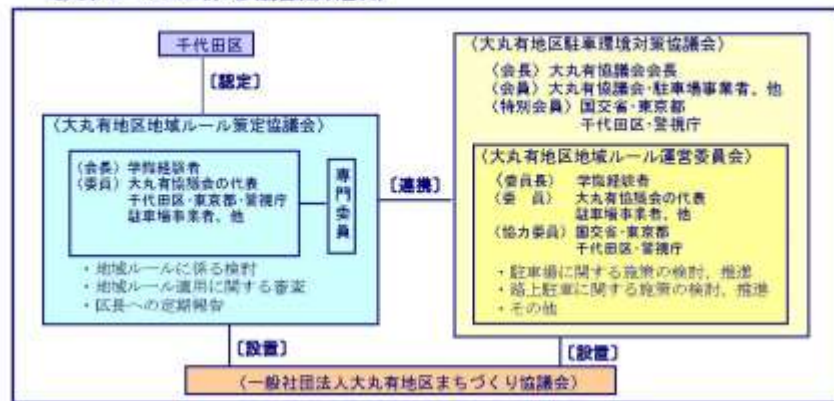 千代田区
〔認定〕
(大丸有地区地域ルール策定協議会)
(会長) 学識経験者
(委員) 大丸有協議会の代表
千代田区・東京都・警視庁
駐車場事業者、他
専門委員
・地域ルールに係る検討
・地域ルール適用に関する審査
・区長への定期報告
〔連携〕
(大丸有地区駐車環境対策協議会)
(会長) 大丸有協議会会長
(会員) 大丸有協議会・駐車場事業者、他
(特別会員) 国交省・東京都
千代田区・警視庁
(大丸有地区地域ルール運営委員会)
(委員長) 学識経験者
(委 員) 大丸有協議会の代表
駐車場事業者、他
(協力委員) 国交省・東京都
千代田区・警視庁
・駐車場に関する施策の検討、推進
・路上駐車に関する施策の検討、推進
・その他
〔設置〕
〔設置〕
(一般社団法人大丸有地区まちづくり協議会)